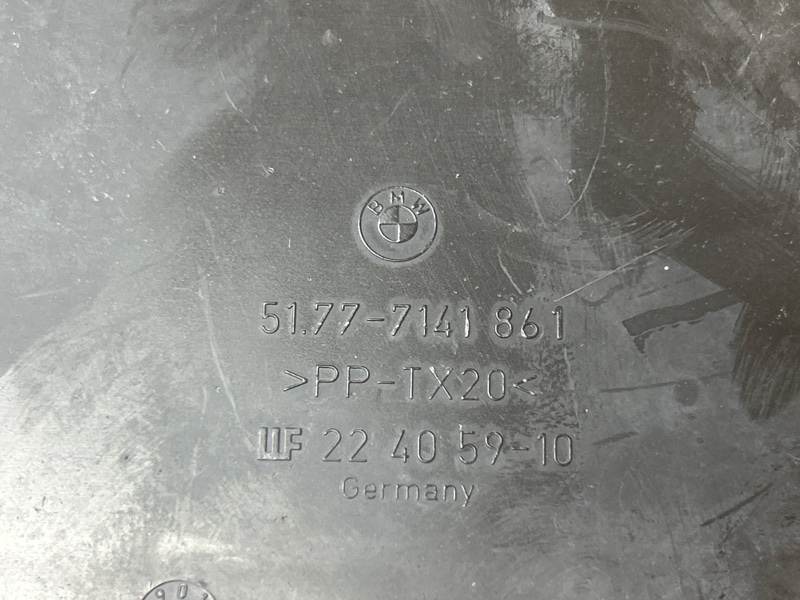 BMW
51.77-7141 861
>PP-TX20<
22 40 59-10
Germany